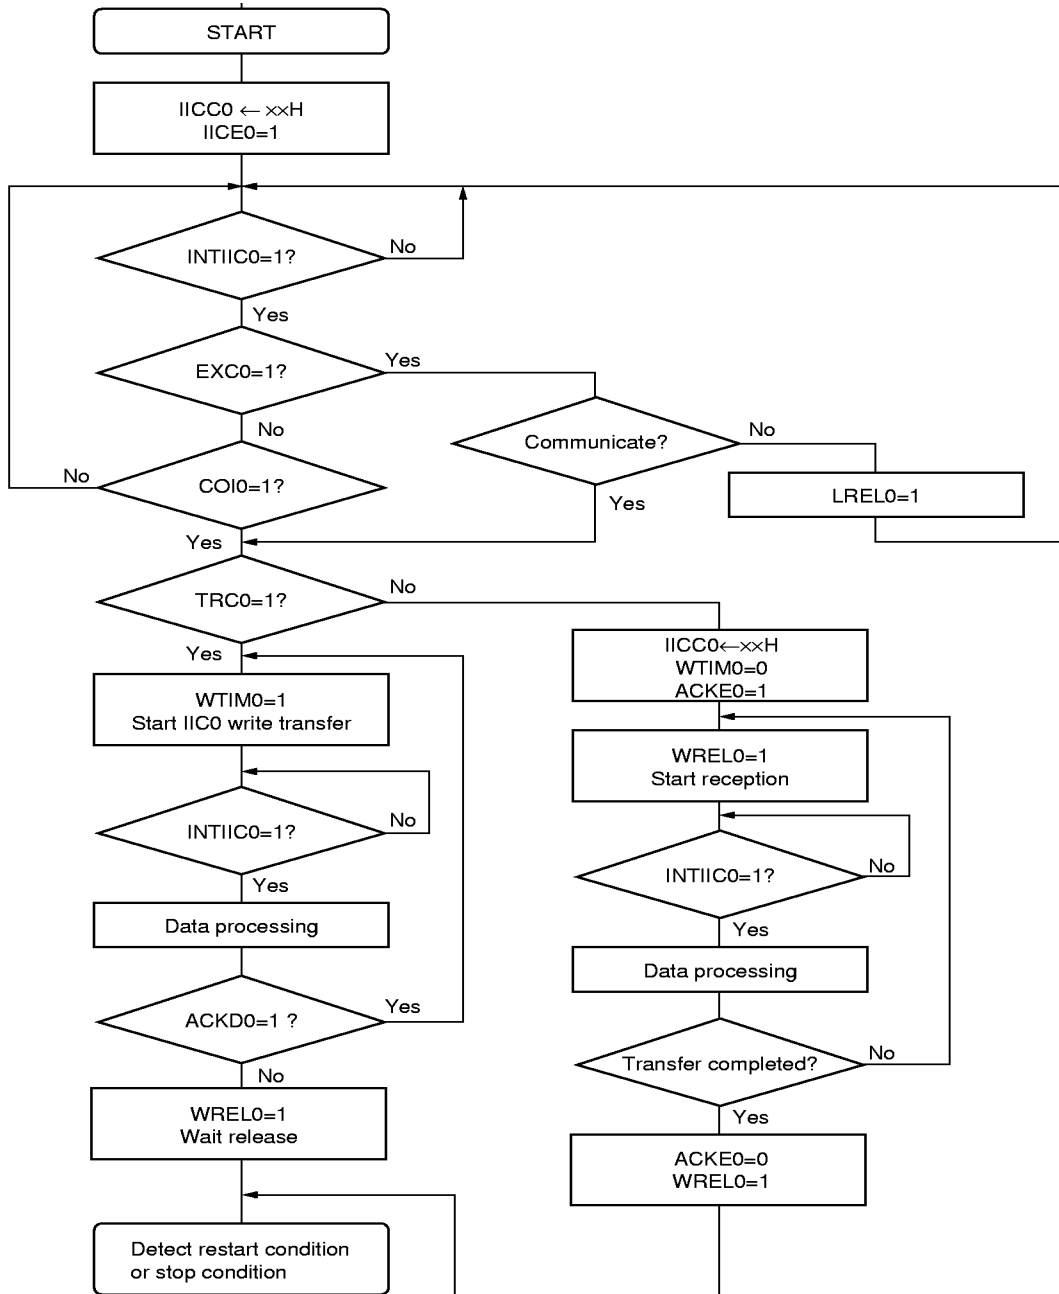 START
IICC0 ← ××H
IICE0=1
INTIIC0=1?
No
Yes
EXC0=1?
Yes
No
Communicate?
No
Yes
LREL0=1
COI0=1?
No
Yes
TRC0=1?
No
Yes
WTIM0=1
Start IIC0 write transfer
INTIIC0=1?
No
Yes
Data processing
ACKD0=1 ?
Yes
No
WREL0=1
Wait release
Detect restart condition
or stop condition
IICC0←××H
WTIM0=0
ACKE0=1
WREL0=1
Start reception
INTIIC0=1?
No
Yes
Data processing
Transfer completed?
No
Yes
ACKE0=0
WREL0=1